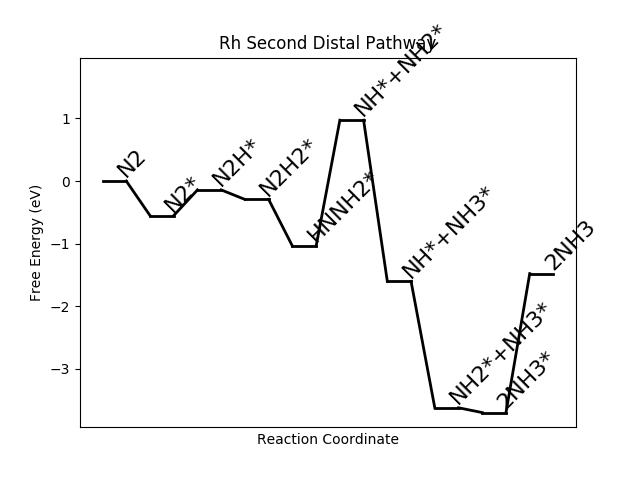 Rh Second Distal Pathway
Free Energy (eV)
1
0
−1
−2
−3
N2
N2*
N2H*
N2H2*
HNNH2*
NH*+NH2*
NH*+NH3*
NH2*+NH3*
2NH3*
2NH3
Reaction Coordinate